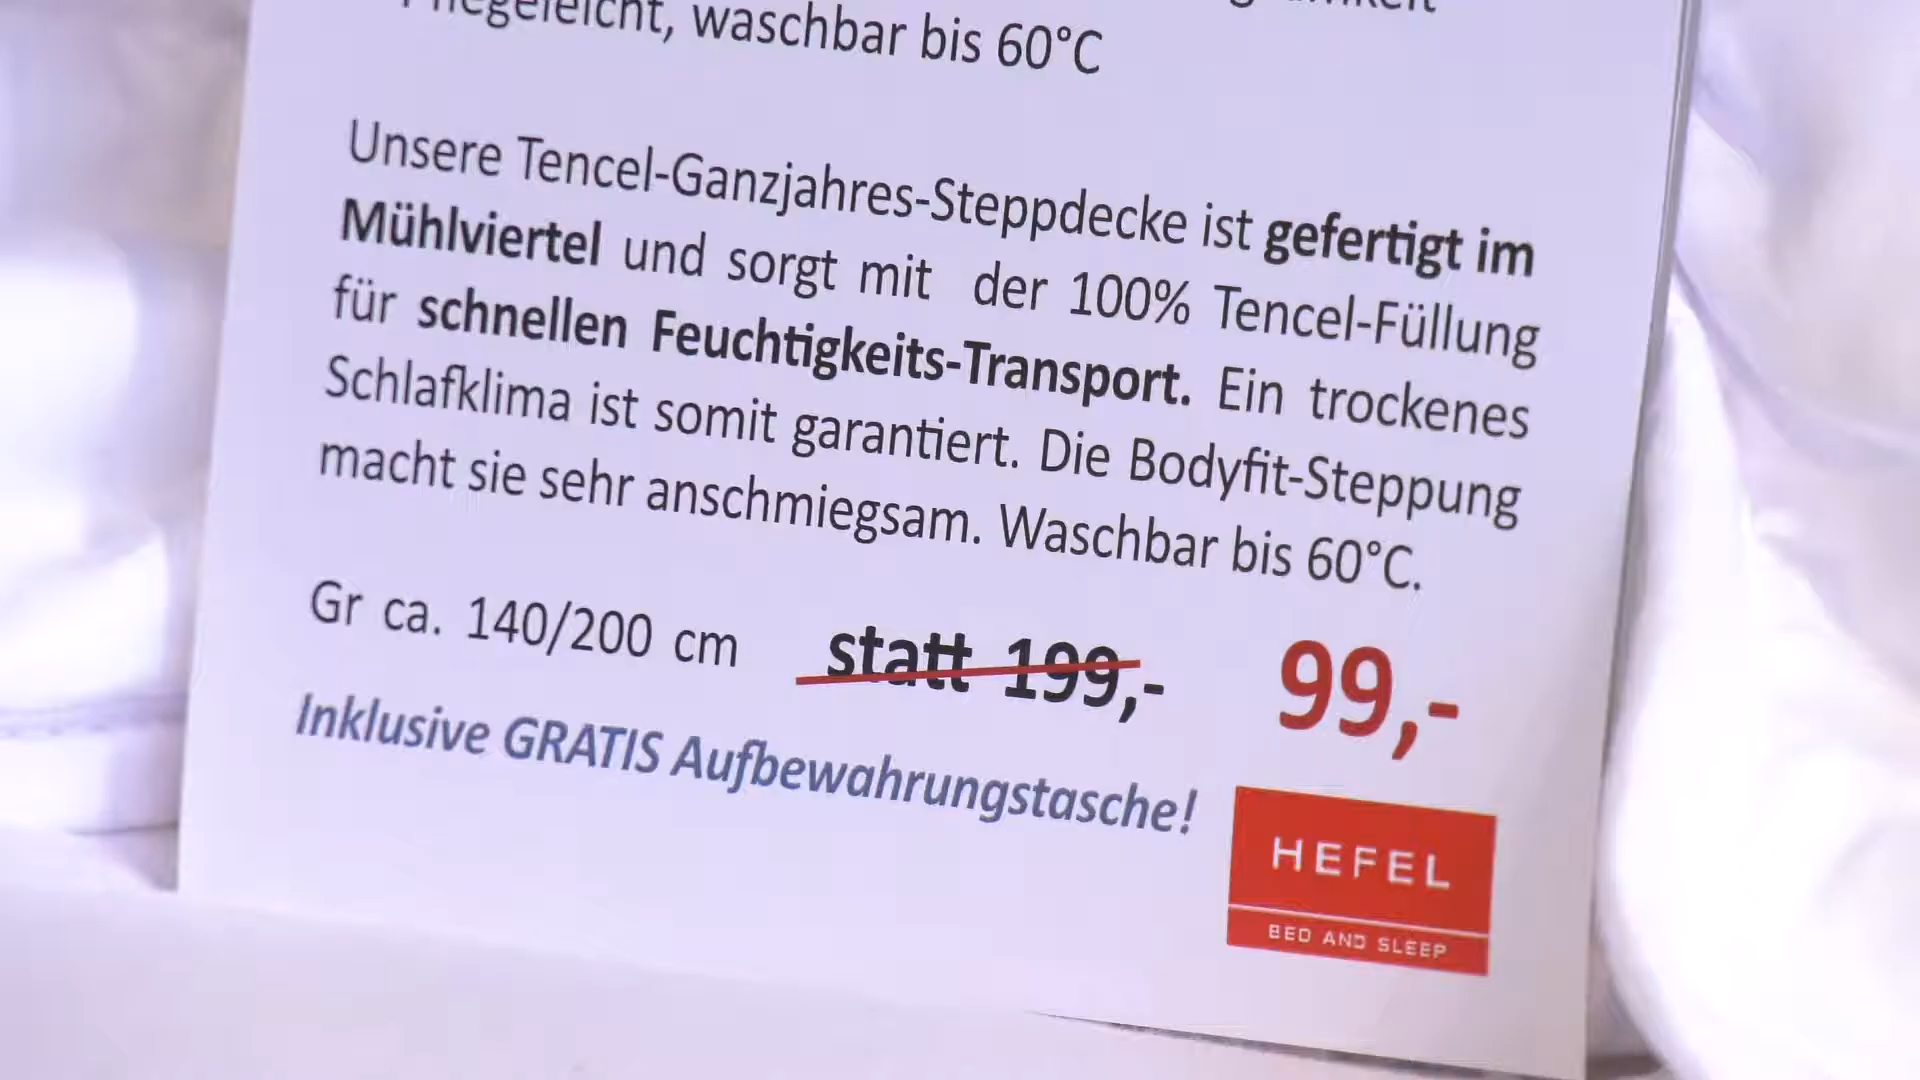 Pflegeleicht, waschbar bis 60°C
Unsere Tencel-Ganzjahres-Steppdecke ist gefertigt im
Mühlviertel und sorgt mit der 100% Tencel-Füllung
für schnellen Feuchtigkeits-Transport. Ein trockenes
Schlafklima ist somit garantiert. Die Bodyfit-Steppung
macht sie sehr anschmiegsam. Waschbar bis 60°C.
Gr ca. 140/200 cm statt 199,- 99,-
Inklusive GRATIS Aufbewahrungstasche!
HEFEL
BED AND SLEEP